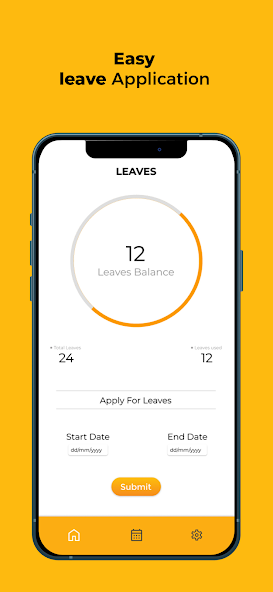 Easy
leave Application
LEAVES
12
Leaves Balance
Total Leaves
24
Leaves Used
12
Apply For Leaves
Start Date
End Date
dd/mm/yyyy
dd/mm/yyyy
Submit